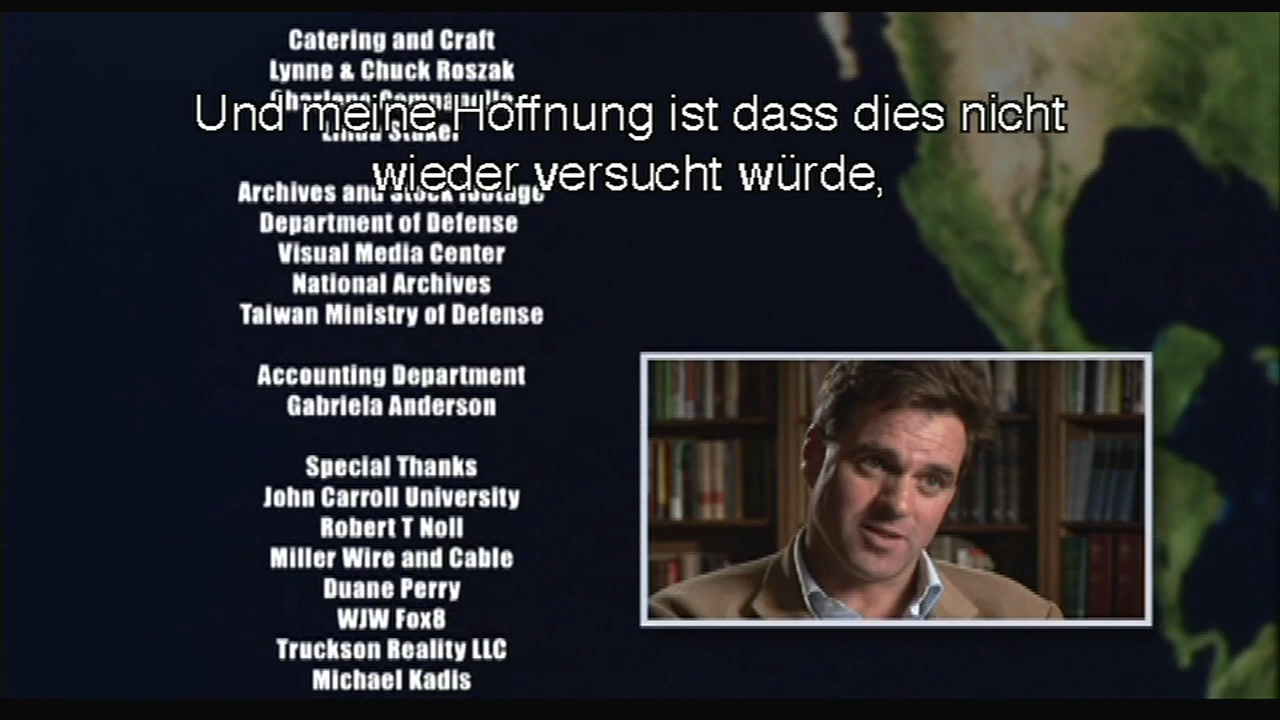 Catering and Craft
Lynne & Chuck Roszak
Und meine Hoffnung ist dass dies nicht
wieder versucht würde,
Archives and Stock footage
Department of Defense
Visual Media Center
National Archives
Taiwan Ministry of Defense
Accounting Department
Gabriela Anderson
Special Thanks
John Carroll University
Robert T Noll
Miller Wire and Cable
Duane Perry
WJW Fox8
Truckson Reality LLC
Michael Kadis